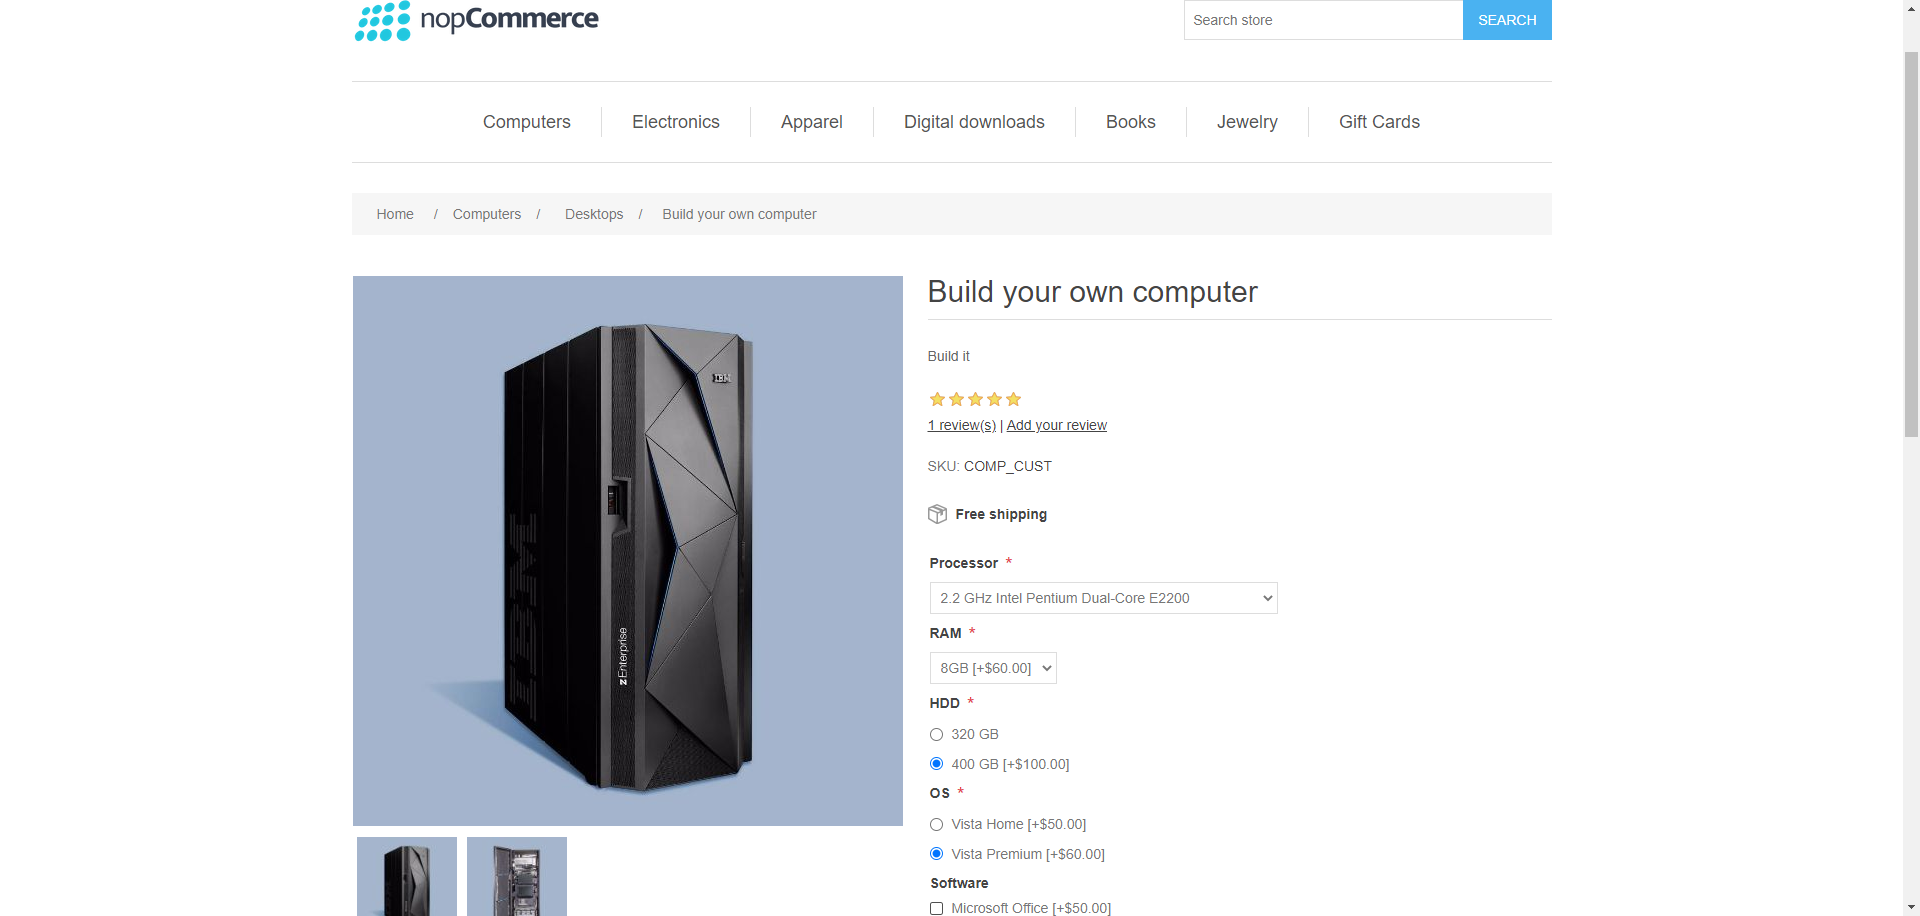 nopCommerce
Search store
SEARCH
Computers
Electronics
Apparel
Digital downloads
Books
Jewelry
Gift Cards
Home / Computers / Desktops / Build your own computer
IBM
IBM
zEnterprise
Build your own computer
Build it
1 review(s) | Add your review
SKU: COMP_CUST
Free shipping
Processor *
2.2 GHz Intel Pentium Dual-Core E2200
RAM *
8GB [+$60.00]
HDD *
320 GB
400 GB [+$100.00]
OS *
Vista Home [+$50.00]
Vista Premium [+$60.00]
Software
Microsoft Office [+$50.00]